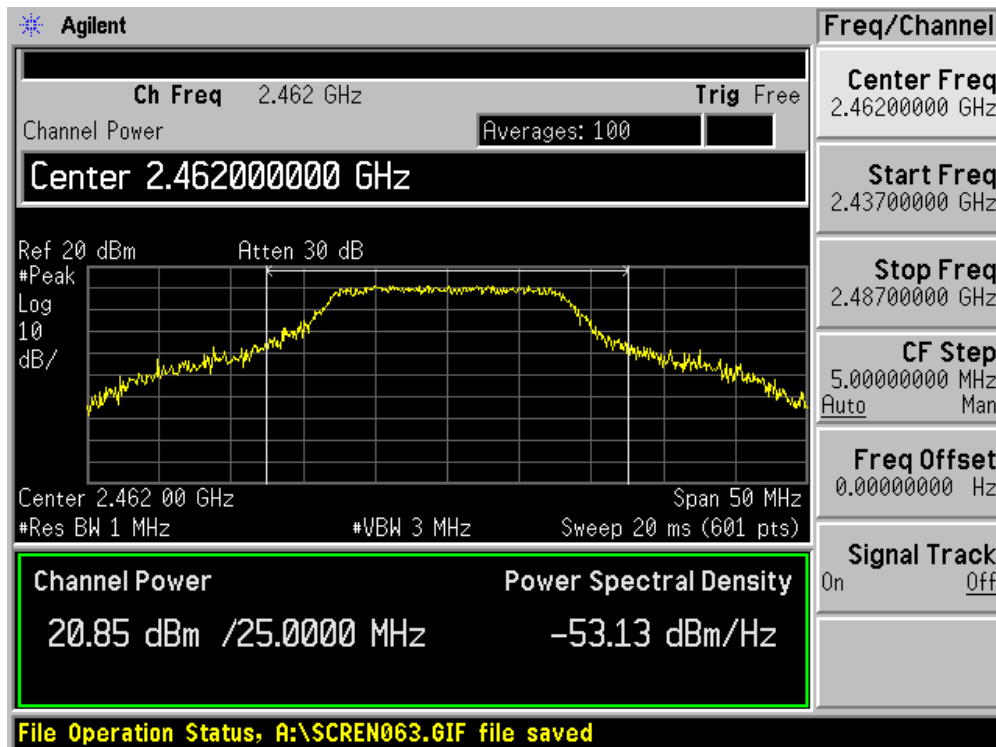 Agilent
Freq/Channel
Ch Freq 2.462 GHz Trig Free
Channel Power Averages: 100
Center 2.462000000 GHz
Ref 20 dBm Atten 30 dB
#Peak
Log
10
dB/
Center 2.462 00 GHz Span 50 MHz
#Res BW 1 MHz #VBW 3 MHz Sweep 20 ms (601 pts)
Channel Power Power Spectral Density
20.85 dBm /25.0000 MHz -53.13 dBm/Hz
File Operation Status, A:\SCREN063.GIF file saved
Center Freq
2.46200000 GHz
Start Freq
2.43700000 GHz
Stop Freq
2.48700000 GHz
CF Step
5.00000000 MHz
Auto Man
Freq Offset
0.00000000 Hz
Signal Track
On Off